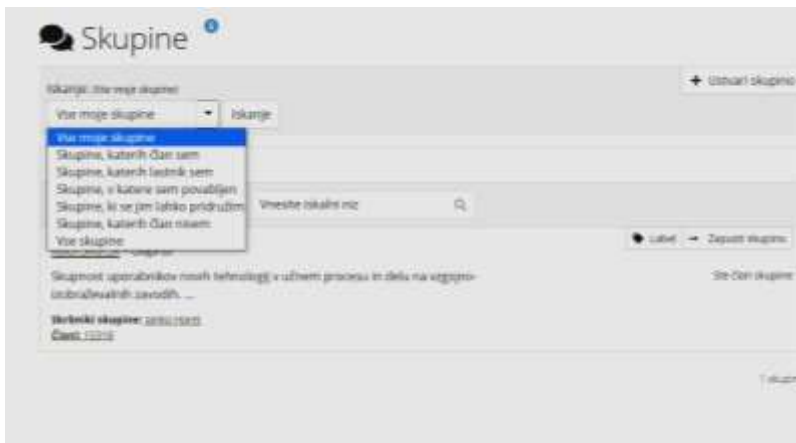 Skupine
Iskanje: (Vse moje skupine)
+ Ustvari skupino
Vse moje skupine
Iskanje
Vse moje skupine
Skupine, katerih član sem
Skupine, katerih lastnik sem
Skupine, v katere sem povabljen
Skupine, ki se jim lahko pridružim
Skupine, katerih član nisem
Vse skupine
Vnesite iskalni niz
Label
Zapusti skupino
Skupnost uporabnikov novih tehnologij v učnem procesu in delu na vzgojno-
izobraževalnih zavodih. ...
Ste član skupine
Skrbniki skupine:
Člani: